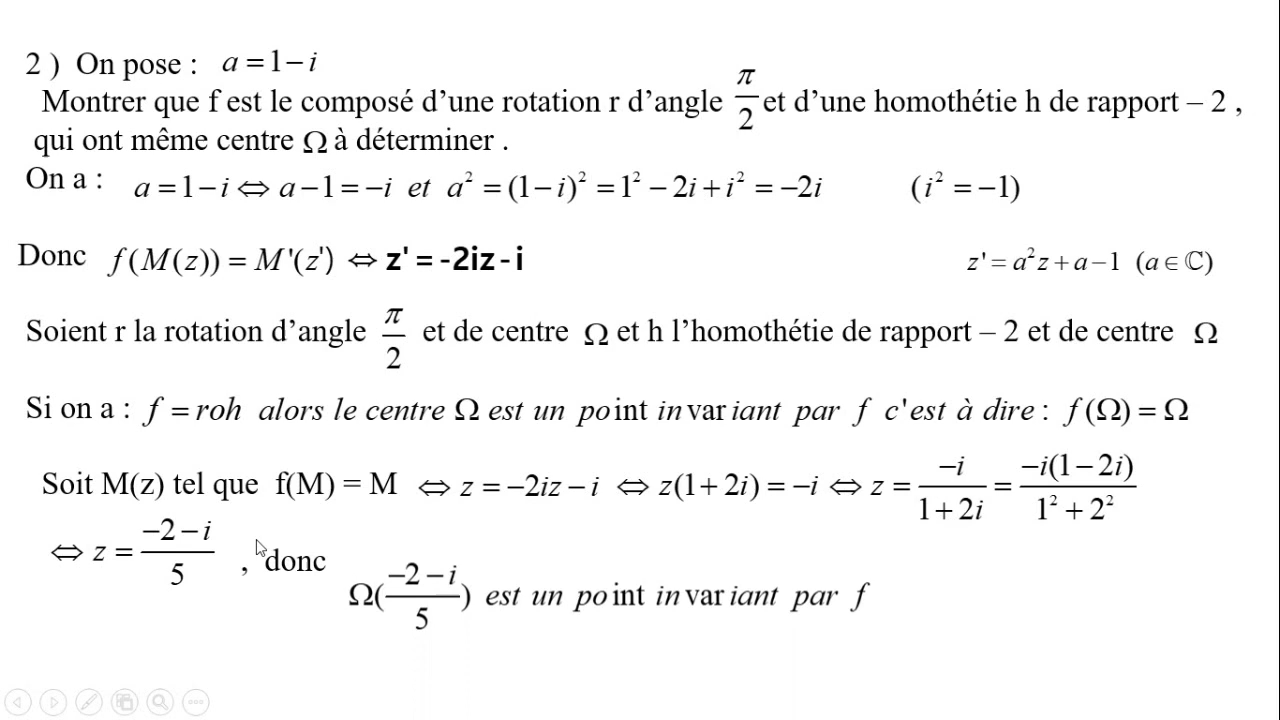 2 ) On pose : a = 1 − i
Montrer que f est le composé d’une rotation r d’angle π/2 et d’une homothétie h de rapport – 2 ,
qui ont même centre Ω à déterminer .
On a : a = 1 − i ⇔ a − 1 = −i et a² = (1 − i)² = 1² − 2i + i² = −2i (i² = −1)
Donc f(M(z)) = M'(z') ⇔ z' = -2iz - i z' = a²z + a − 1 (a ∈ ℂ)
Soient r la rotation d’angle π/2 et de centre Ω et h l’homothétie de rapport – 2 et de centre Ω
Si on a : f = roh alors le centre Ω est un point invariant par f c'est à dire : f(Ω) = Ω
Soit M(z) tel que f(M) = M ⇔ z = −2iz − i ⇔ z(1 + 2i) = −i ⇔ z = −i/(1 + 2i) = −i(1 − 2i)/(1² + 2²)
⇔ z = (−2 − i)/5 , donc
Ω((−2 − i)/5) est un point invariant par f